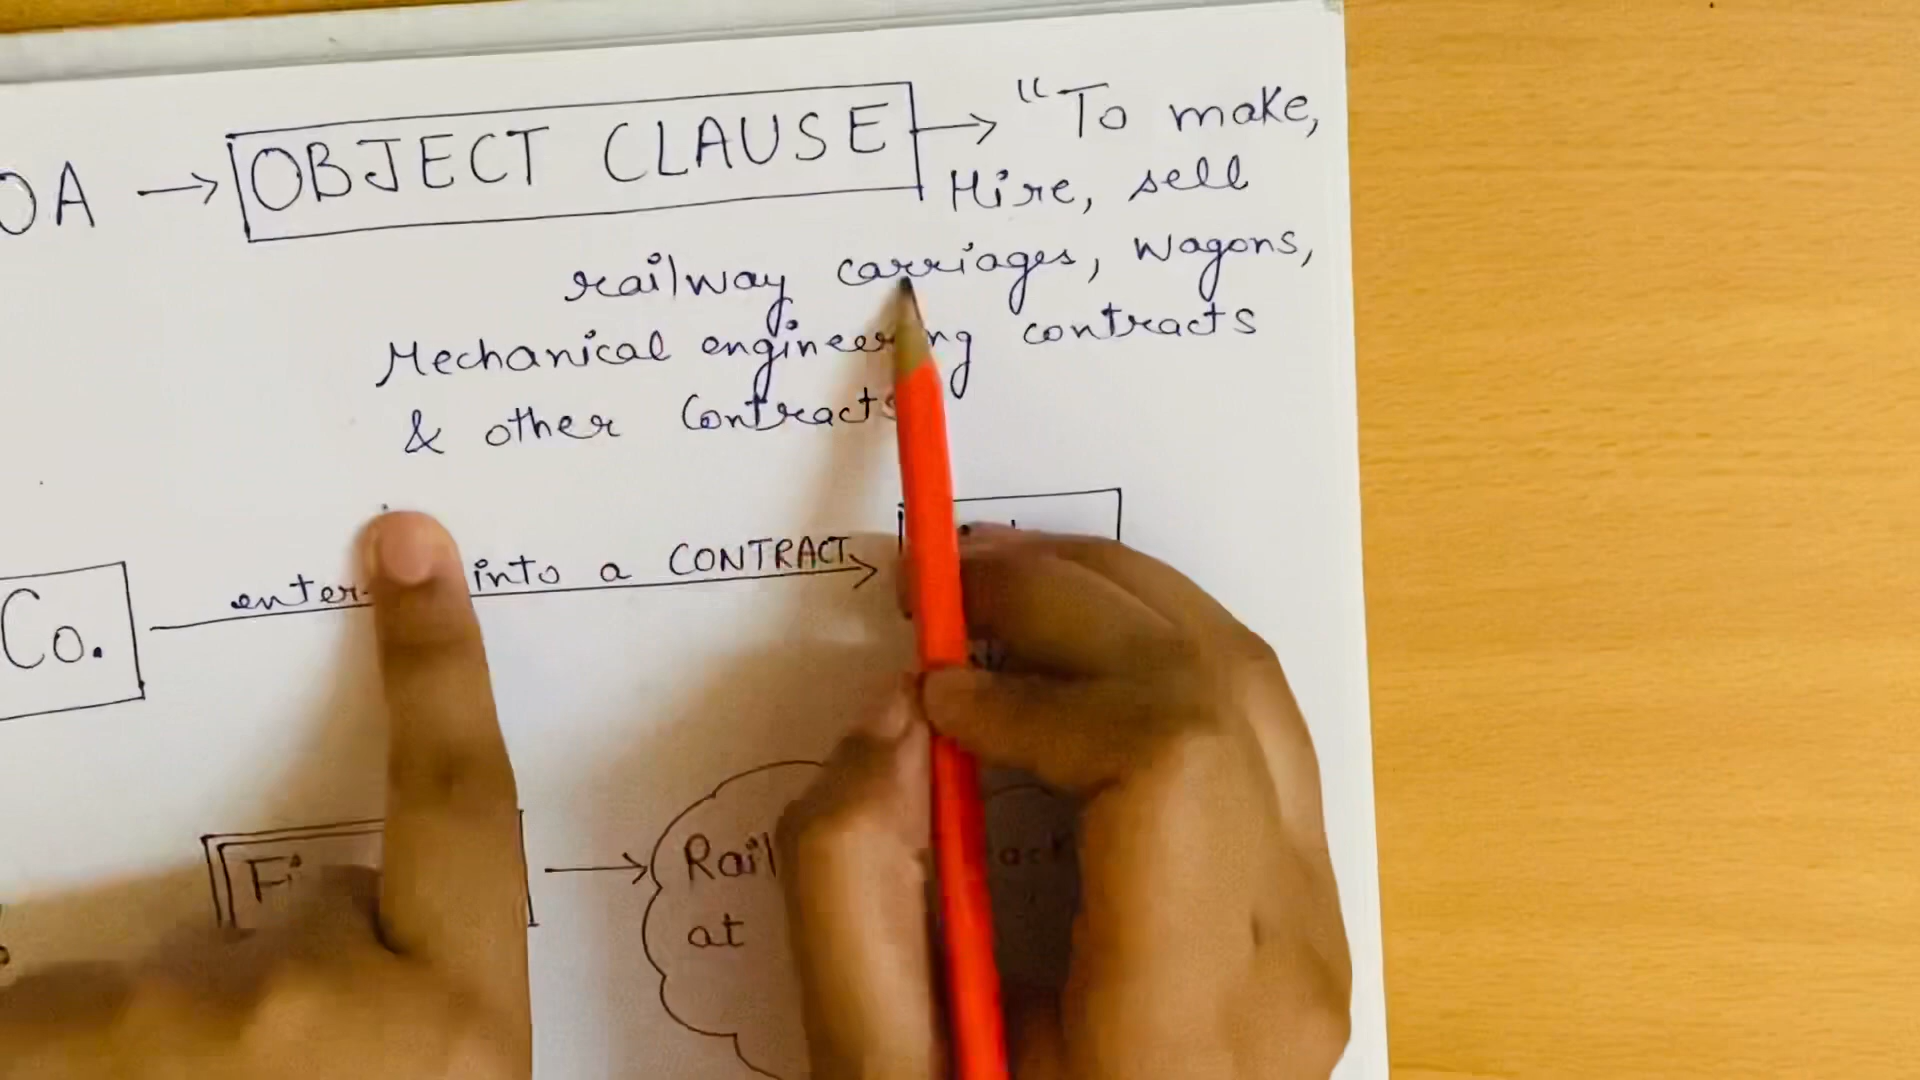 OA → OBJECT CLAUSE → "To make,
Hire, sell
railway carriages, wagons,
Mechanical engineering contracts
& other Contracts
Co.
enter into a CONTRACT
Rail
at